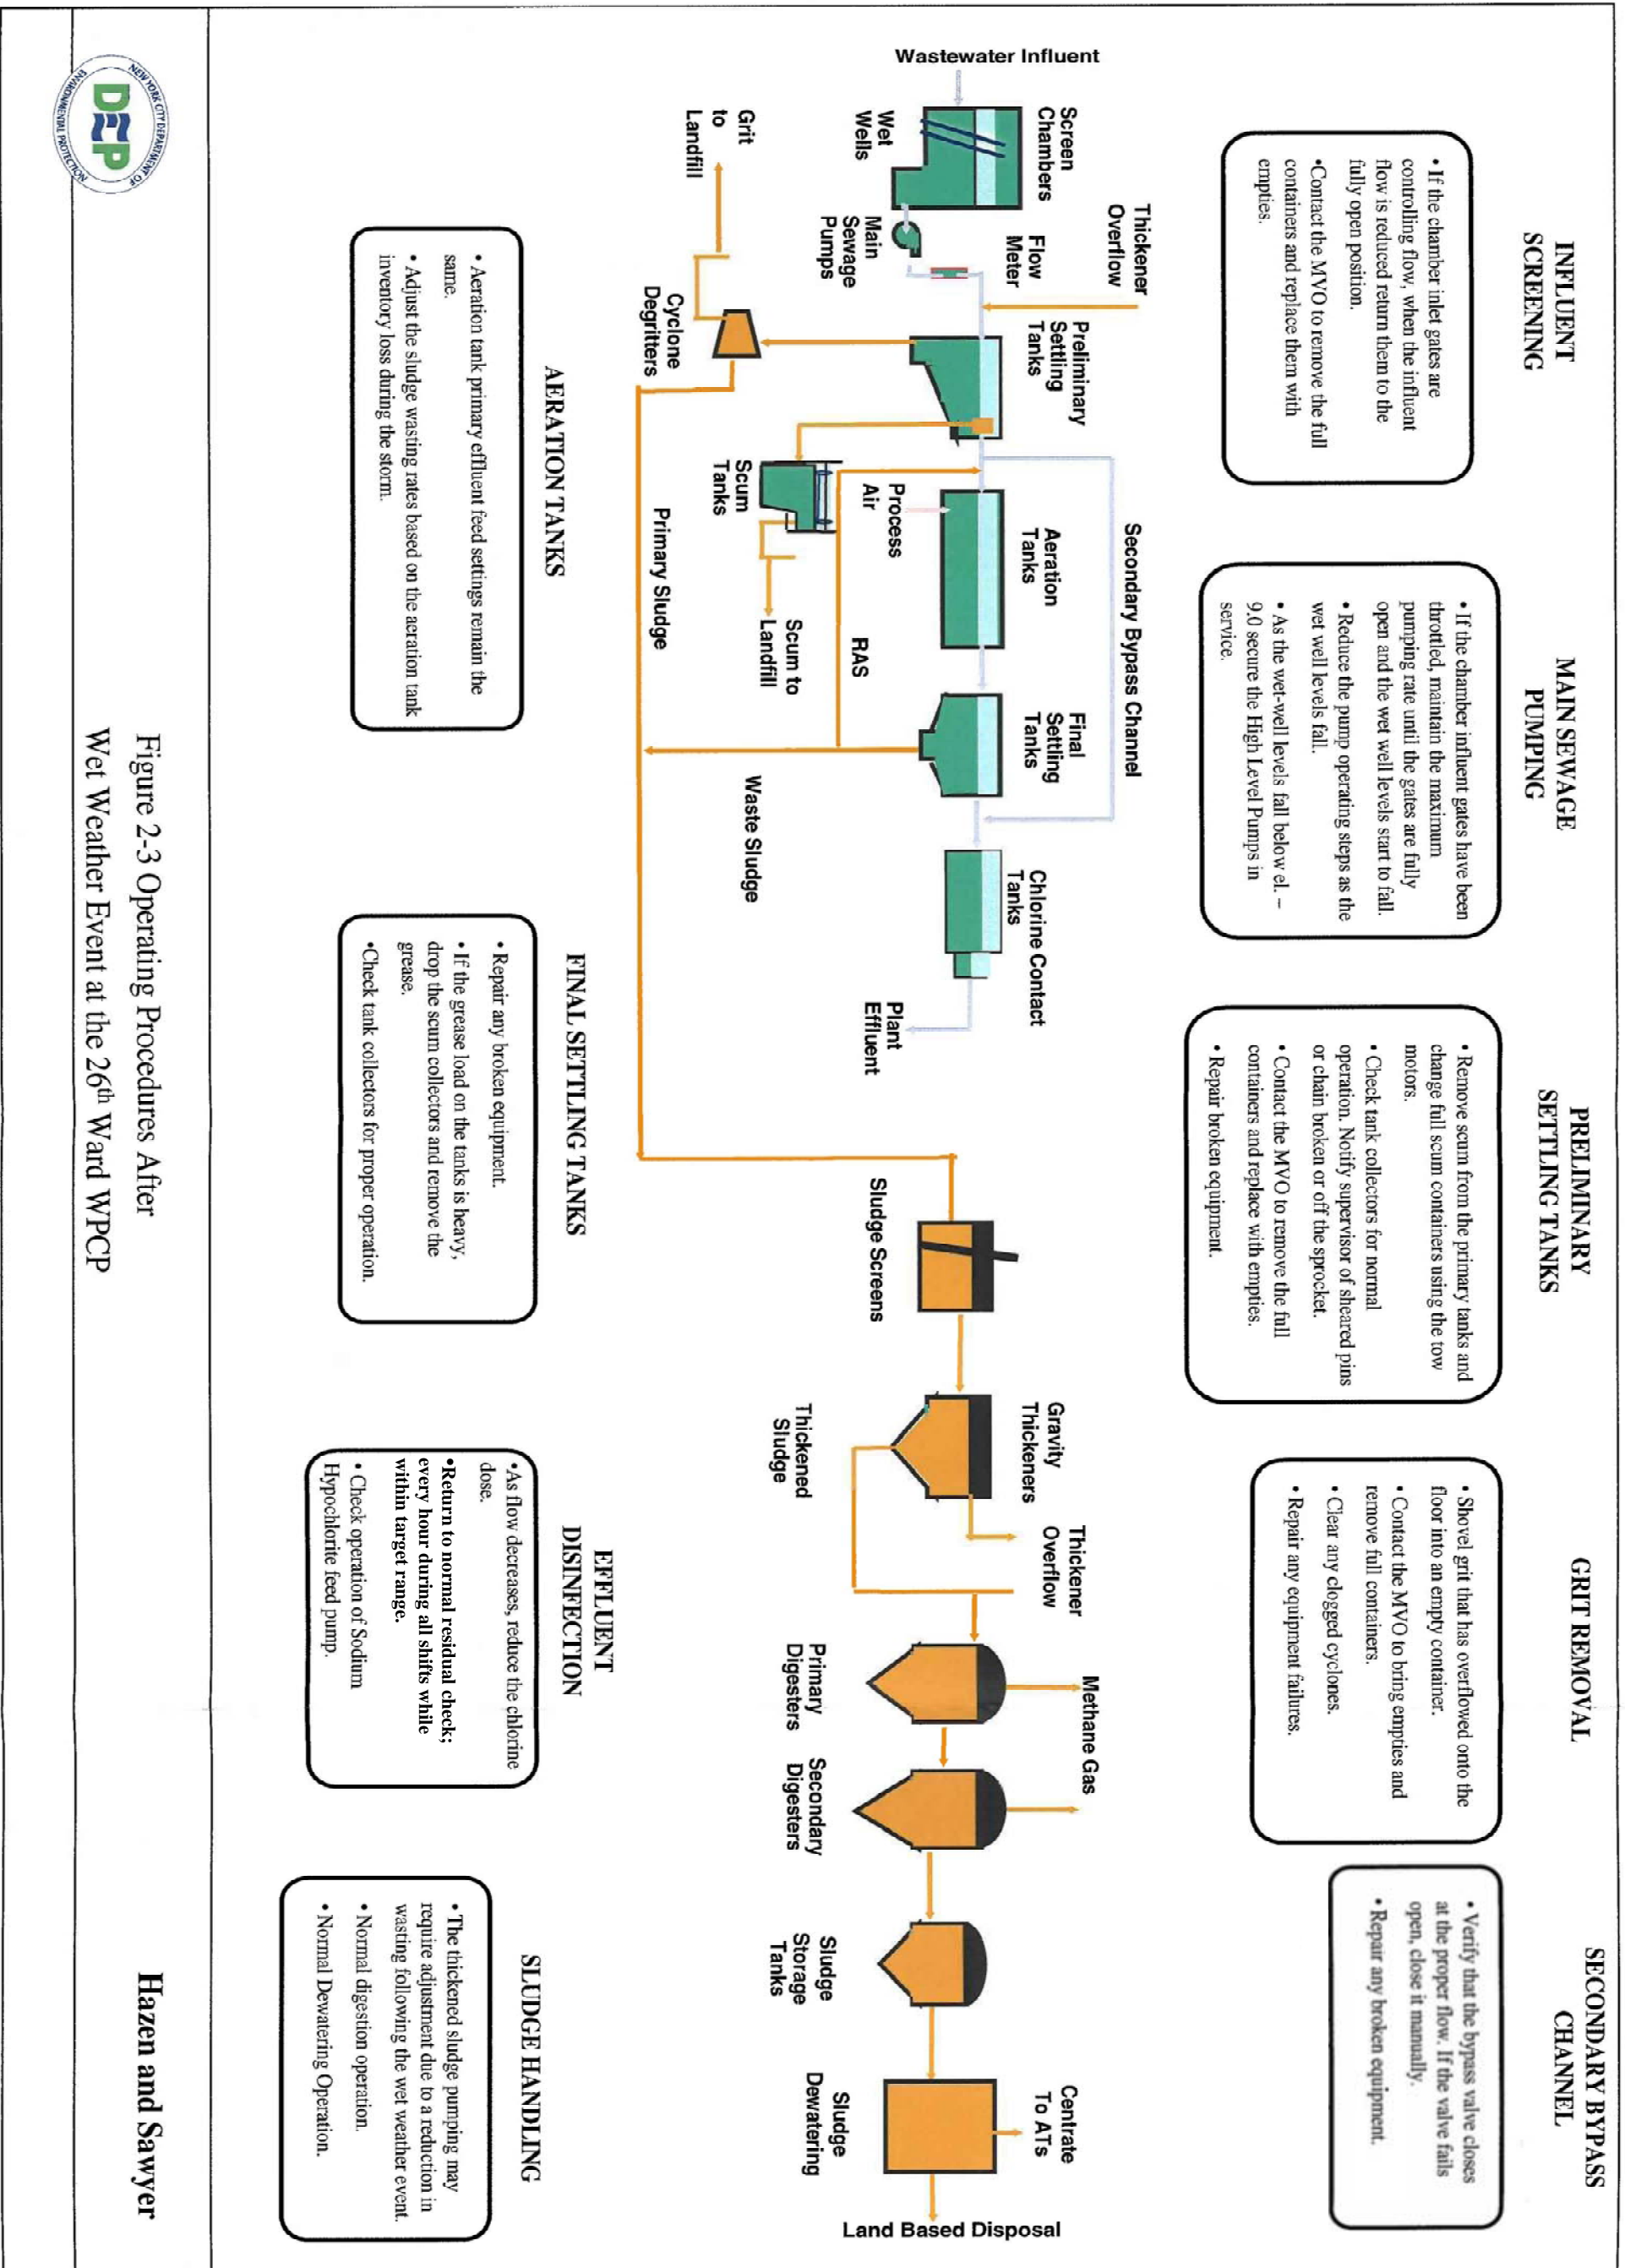 INFLUENT
SCREENING
• If the chamber inlet gates are
controlling flow, when the influent
flow is reduced return them to the
fully open position.
•Contact the MVO to remove the full
containers and replace them with
empties.
MAIN SEWAGE
PUMPING
• If the chamber influent gates have been
throttled, maintain the maximum
pumping rate until the gates are fully
open and the wet well levels start to fall.
• Reduce the pump operating steps as the
wet well levels fall.
• As the wet-well levels fall below el. –
9.0 secure the High Level Pumps in
service.
PRELIMINARY
SETTLING TANKS
• Remove scum from the primary tanks and
change full scum containers using the tow
motors.
• Check tank collectors for normal
operation. Notify supervisor of sheared pins
or chain broken or off the sprocket.
• Contact the MVO to remove the full
containers and replace with empties.
• Repair broken equipment.
GRIT REMOVAL
• Shovel grit that has overflowed onto the
floor into an empty container.
• Contact the MVO to bring empties and
remove full containers.
• Clear any clogged cyclones.
• Repair any equipment failures.
SECONDARY BYPASS
CHANNEL
• Verify that the bypass valve closes
at the proper flow. If the valve fails
open, close it manually.
• Repair any broken equipment.
Wastewater Influent
Screen
Chambers
Wet
Wells
Thickener
Overflow
Flow
Meter
Main
Sewage
Pumps
Preliminary
Settling
Tanks
Grit
to
Landfill
Cyclone
Degritters
Scum
Tanks
Scum to
Landfill
Process
Air
Aeration
Tanks
Secondary Bypass Channel
RAS
Primary Sludge
Final
Settling
Tanks
Waste Sludge
Chlorine Contact
Tanks
Plant
Effluent
Sludge Screens
Gravity
Thickeners
Thickened
Sludge
Thickener
Overflow
Primary
Digesters
Methane Gas
Secondary
Digesters
Sludge
Storage
Tanks
Centrate
To ATs
Sludge
Dewatering
Land Based Disposal
AERATION TANKS
• Aeration tank primary effluent feed settings remain the
same.
• Adjust the sludge wasting rates based on the aeration tank
inventory loss during the storm.
FINAL SETTLING TANKS
• Repair any broken equipment.
• If the grease load on the tanks is heavy,
drop the scum collectors and remove the
grease.
•Check tank collectors for proper operation.
EFFLUENT
DISINFECTION
•As flow decreases, reduce the chlorine
dose.
•Return to normal residual check;
every hour during all shifts while
within target range.
• Check operation of Sodium
Hypochlorite feed pump.
SLUDGE HANDLING
• The thickened sludge pumping may
require adjustment due to a reduction in
wasting following the wet weather event.
• Normal digestion operation.
• Normal Dewatering Operation.
NEW YORK CITY DEPARTMENT OF
DEP
ENVIRONMENTAL PROTECTION
Figure 2-3 Operating Procedures After
Wet Weather Event at the 26th Ward WPCP
Hazen and Sawyer